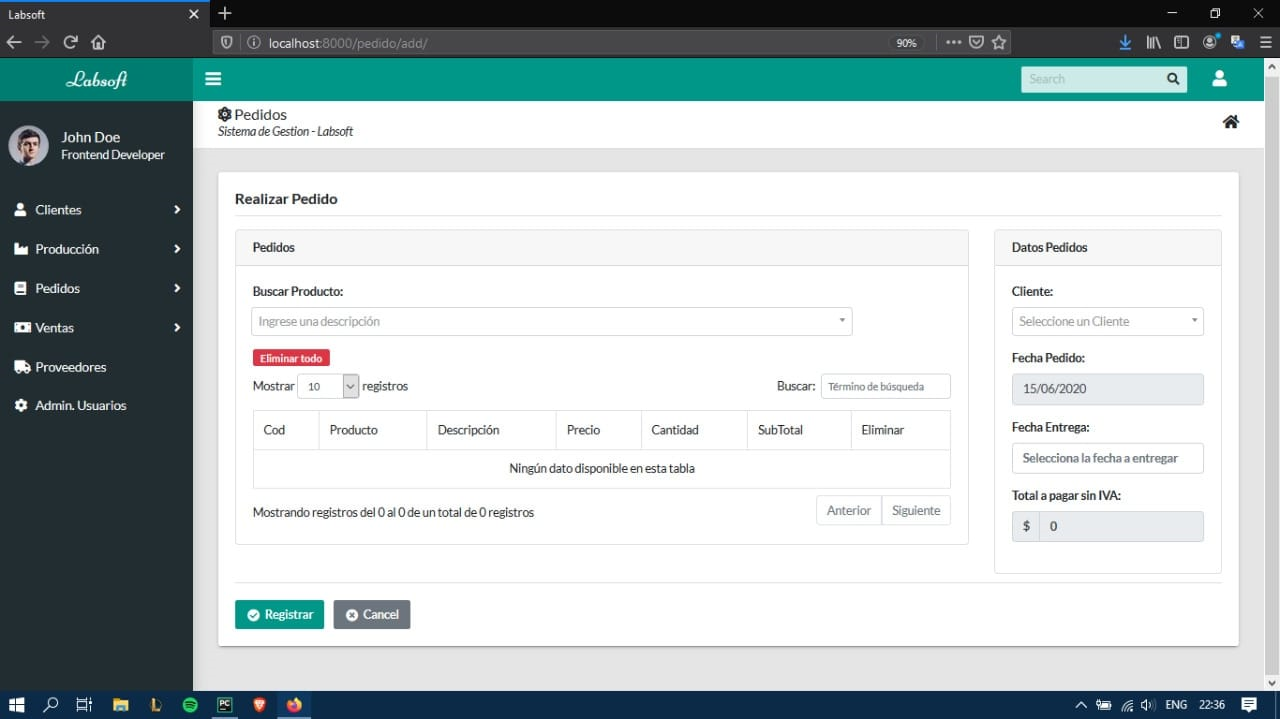 Labsoft
localhost:8000/pedido/add/
90%
Labsoft
Search
John Doe
Frontend Developer
Pedidos
Sistema de Gestion - Labsoft
Clientes
Producción
Pedidos
Ventas
Proveedores
Admin. Usuarios
Realizar Pedido
Pedidos
Buscar Producto:
Ingrese una descripción
Eliminar todo
Mostrar 10 registros
Buscar: Término de búsqueda
Cod Producto Descripción Precio Cantidad SubTotal Eliminar
Ningún dato disponible en esta tabla
Mostrando registros del 0 al 0 de un total de 0 registros
Anterior Siguiente
Datos Pedidos
Cliente:
Seleccione un Cliente
Fecha Pedido:
15/06/2020
Fecha Entrega:
Selecciona la fecha a entregar
Total a pagar sin IVA:
$ 0
Registrar Cancel
PC
ENG 22:36